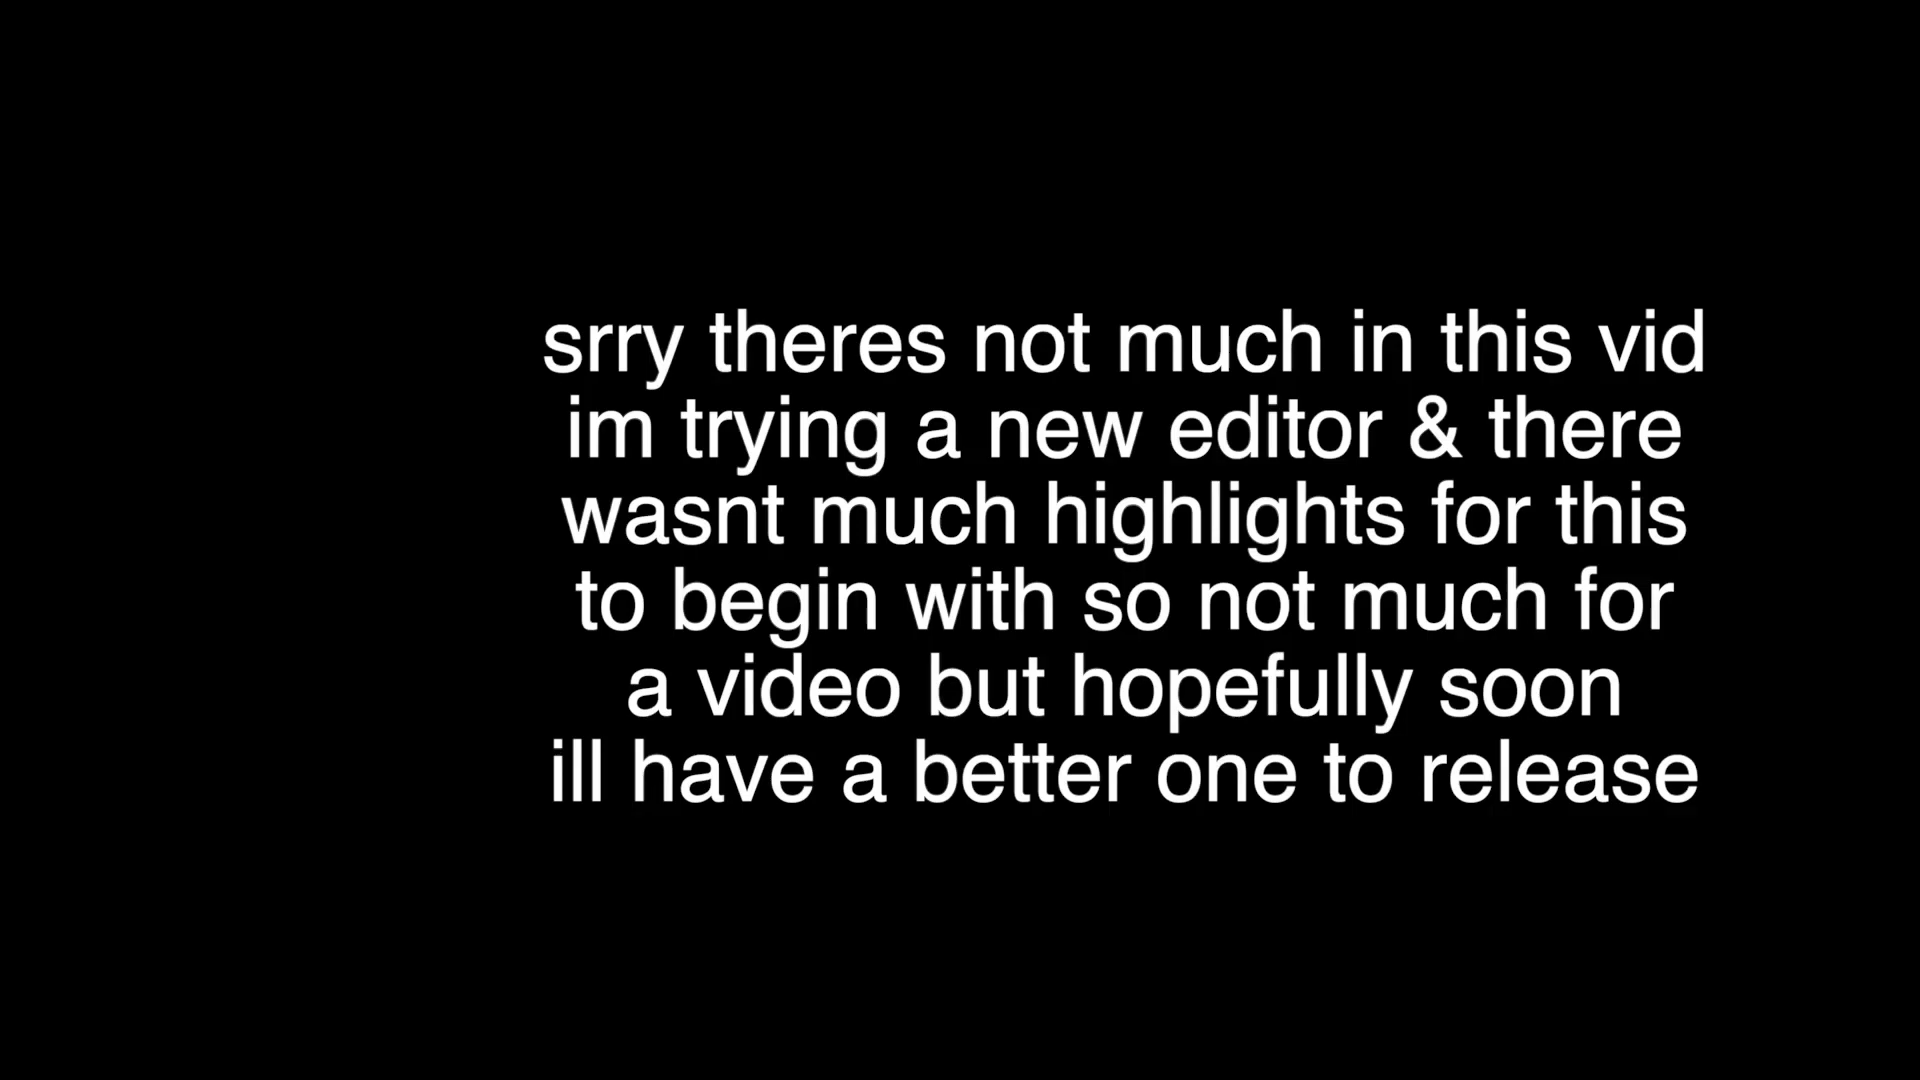 srry theres not much in this vid
im trying a new editor & there
wasnt much highlights for this
to begin with so not much for
a video but hopefully soon
ill have a better one to release